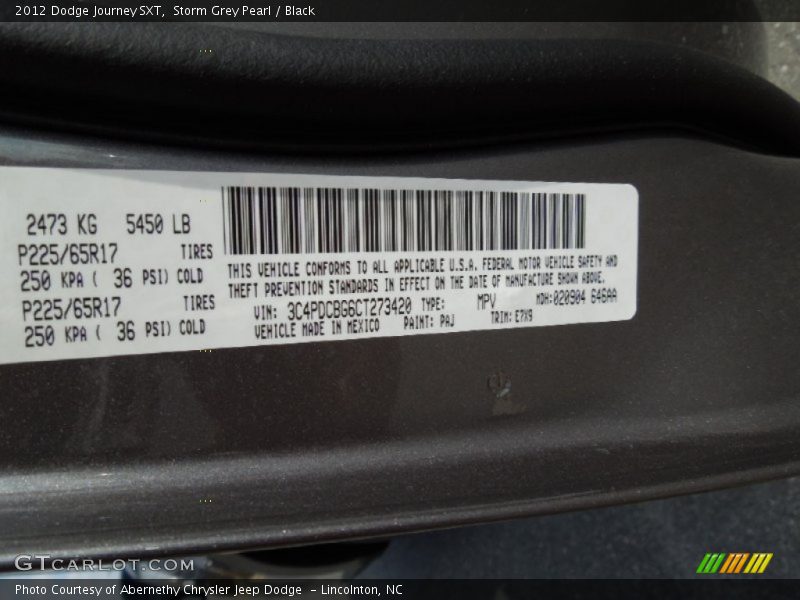 2012 Dodge Journey SXT,  Storm Grey Pearl / Black
2473 KG 5450 LB
P225/65R17 TIRES
250 KPA ( 36 PSI) COLD
P225/65R17 TIRES
250 KPA ( 36 PSI) COLD
THIS VEHICLE CONFORMS TO ALL APPLICABLE U.S.A. FEDERAL MOTOR VEHICLE SAFETY AND
THEFT PREVENTION STANDARDS IN EFFECT ON THE DATE OF MANUFACTURE SHOWN ABOVE.
VIN: 3C4PDCBG6CT273420 TYPE: MPV MDH:020904 646AA
VEHICLE MADE IN MEXICO PAINT: PAJ TRIM: E7X9
GTCARLOT.COM
Photo Courtesy of Abernethy Chrysler Jeep Dodge  - Lincolnton, NC